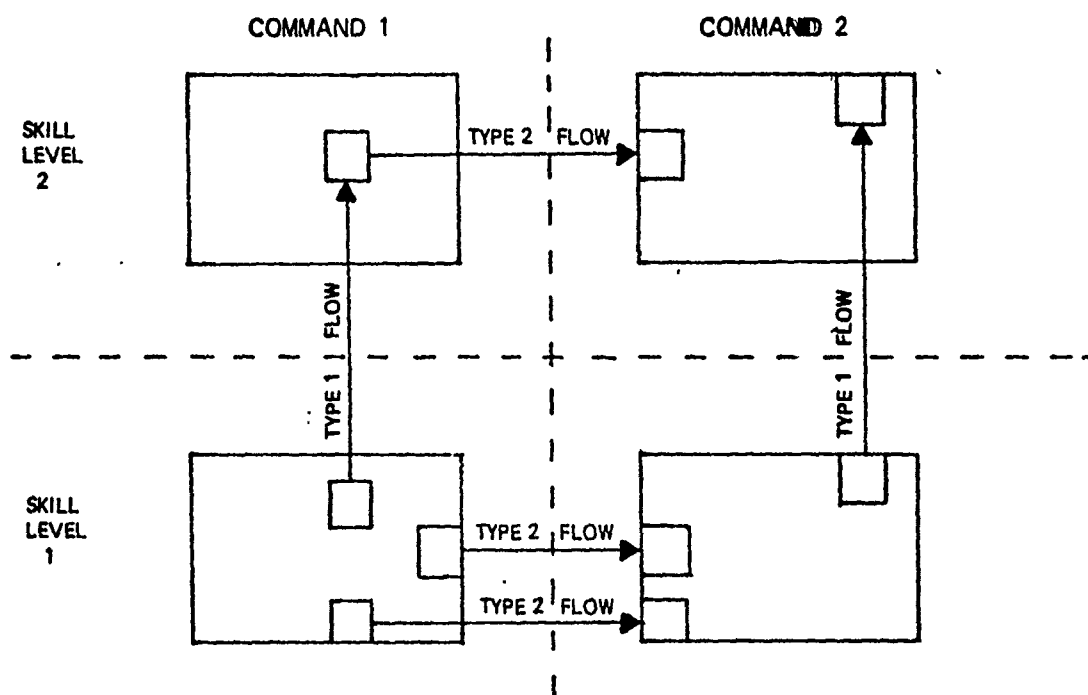 COMMAND 1
COMMAND 2
SKILL
LEVEL
2
TYPE 2 FLOW
TYPE 1 FLOW
TYPE 1 FLOW
SKILL
LEVEL
1
TYPE 2 FLOW
TYPE 2 FLOW